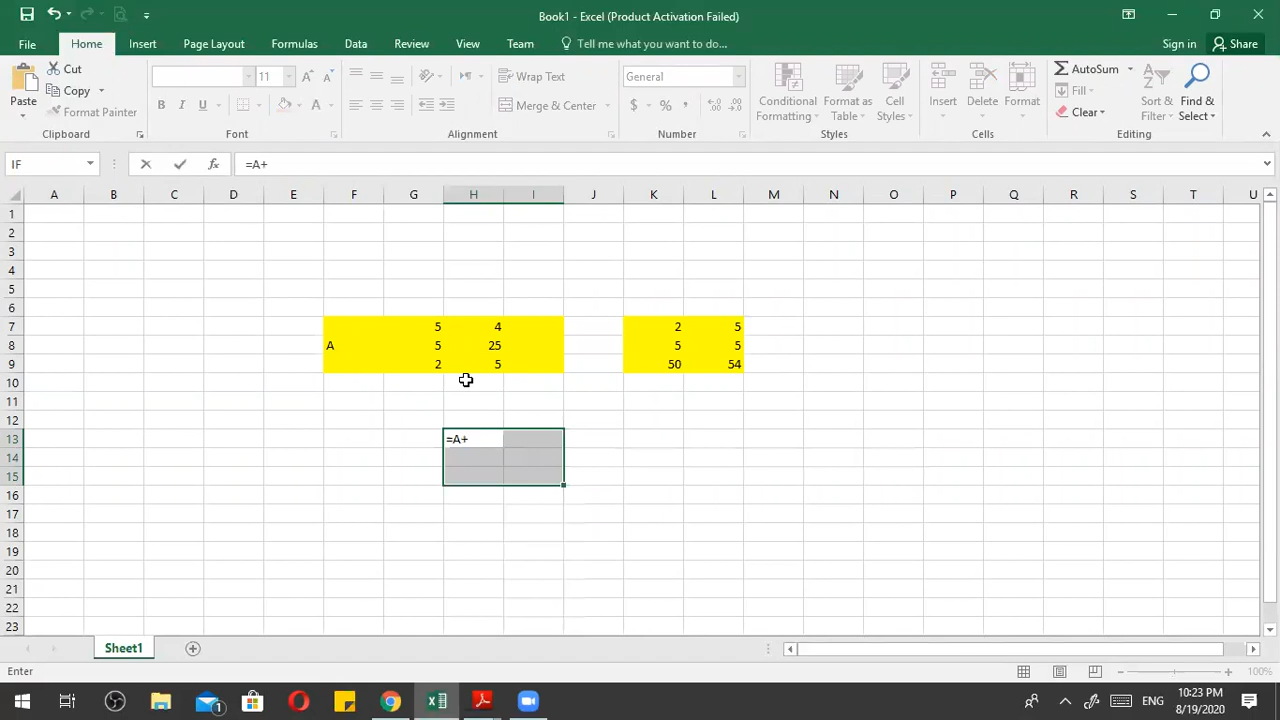 Book1 - Excel (Product Activation Failed)
File Home Insert Page Layout Formulas Data Review View Team Tell me what you want to do... Sign in Share
Paste Cut Copy Format Painter Clipboard
11 B I U A Font
Wrap Text Merge & Center Alignment
General $ % , Number
Conditional Formatting Format as Table Cell Styles Styles
Insert Delete Format Cells
AutoSum Fill Clear Sort & Filter Find & Select Editing
IF fx =A+
A B C D E F G H I J K L M N O P Q R S T U
1
2
3
4
5
6
7 5 4 2 5
8 A 5 25 5 5
9 2 5 50 54
10
11
12
13 =A+
14
15
16
17
18
19
20
21
22
23
Sheet1
Enter 100%
1 ENG 10:23 PM
8/19/2020